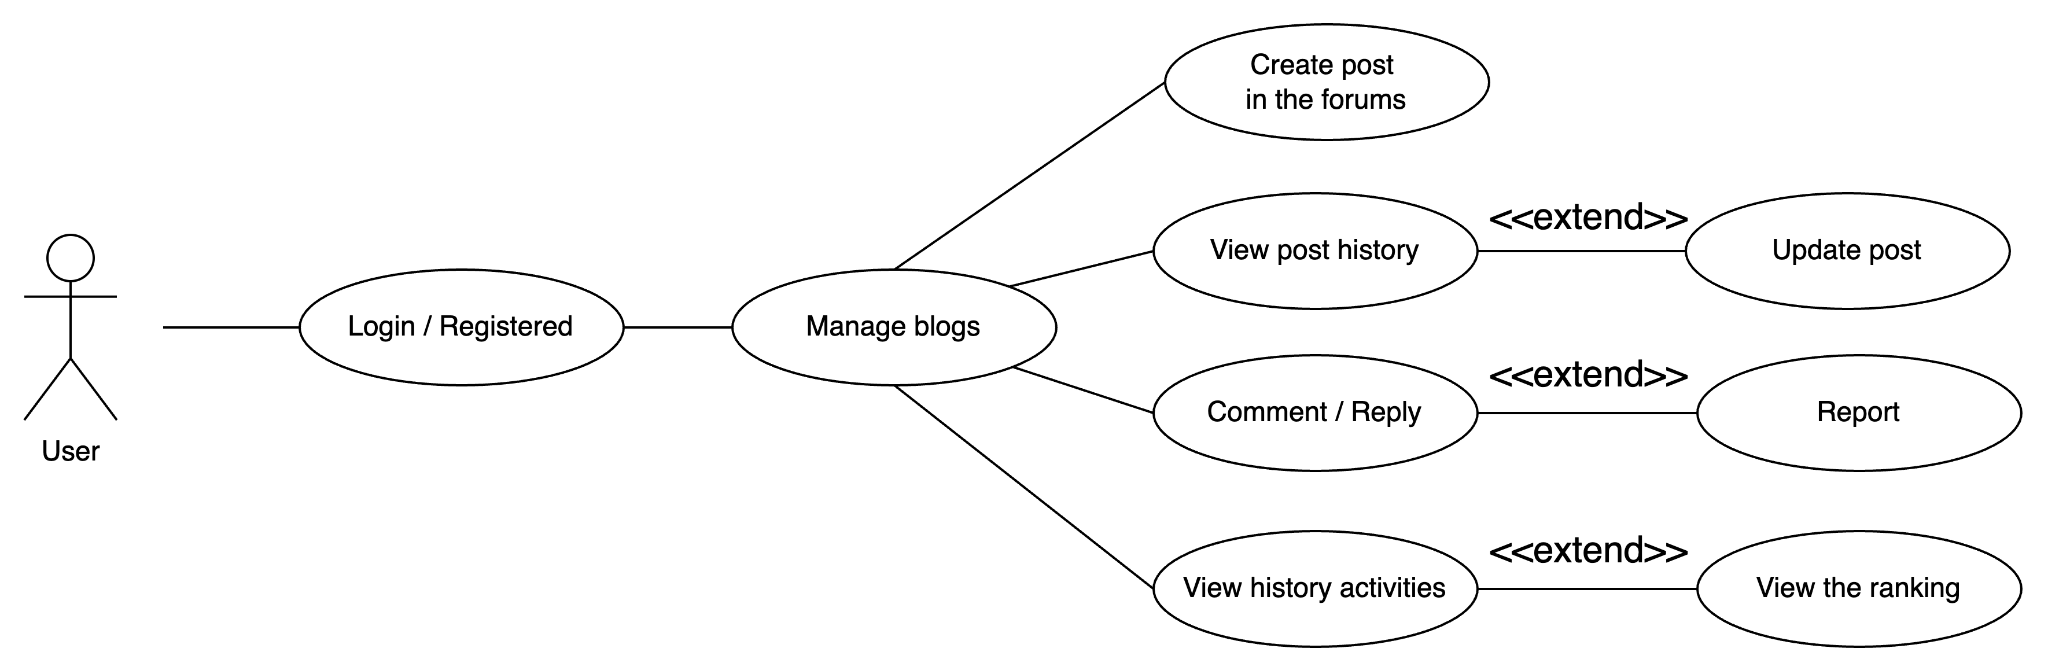 Create post
in the forums
<<extend>>
View post history
Update post
Login / Registered
Manage blogs
<<extend>>
Comment / Reply
Report
User
<<extend>>
View history activities
View the ranking